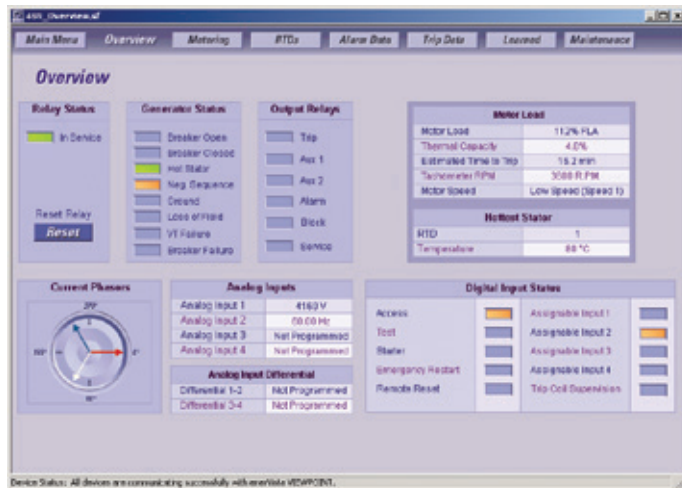 Main Menu Overview Metering RTDs Alarm Data Trip Data Learned Maintenance
Overview
Relay Status
In Service
Reset Relay
Reset
Generator Status
Breaker Open
Breaker Closed
Hot Stator
Neg. Sequence
Ground
Loss of Field
VT Failure
Breaker Failure
Output Relays
Trip
Aux 1
Aux 2
Alarm
Block
Service
Motor Load
Motor Load 112% FLA
Thermal Capacity 4.0%
Estimated Time to Trip 15.2 min
Tachometer RPM 3580 RPM
Motor Speed Low Speed (Speed 1)
Hottest Stator
RTD 1
Temperature 80 °C
Current Phasors
Analog Inputs
Analog Input 1 4160 V
Analog Input 2 60.00 Hz
Analog Input 3 Not Programmed
Analog Input 4 Not Programmed
Analog Input Differential
Differential 1-2 Not Programmed
Differential 3-4 Not Programmed
Digital Input Status
Access
Test
Starter
Emergency Restart
Remote Reset
Assignable Input 1
Assignable Input 2
Assignable Input 3
Assignable Input 4
Trip Coil Supervision
Device Status: All devices are communicating successfully with enerVista VIEWPOINT.